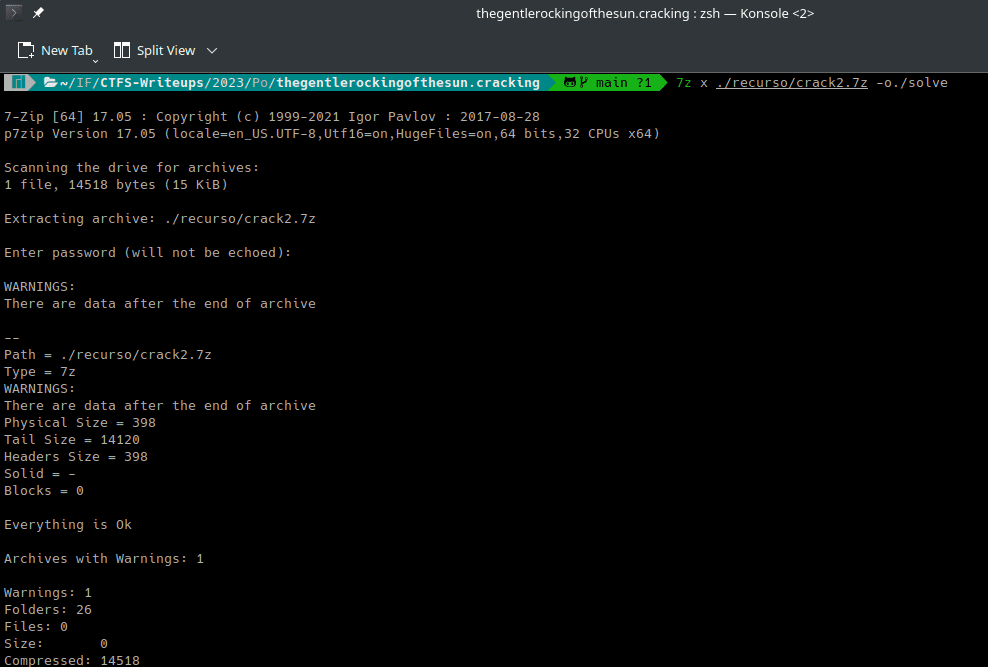 thegentlerockingofthesun.cracking : zsh — Konsole <2>
New Tab Split View
~/IF/CTFS-Writeups/2023/Po/thegentlerockingofthesun.cracking main ?1 7z x ./recurso/crack2.7z -o./solve
7-Zip [64] 17.05 : Copyright (c) 1999-2021 Igor Pavlov : 2017-08-28
p7zip Version 17.05 (locale=en_US.UTF-8,Utf16=on,HugeFiles=on,64 bits,32 CPUs x64)
Scanning the drive for archives:
1 file, 14518 bytes (15 KiB)
Extracting archive: ./recurso/crack2.7z
Enter password (will not be echoed):
WARNINGS:
There are data after the end of archive
--
Path = ./recurso/crack2.7z
Type = 7z
WARNINGS:
There are data after the end of archive
Physical Size = 398
Tail Size = 14120
Headers Size = 398
Solid = -
Blocks = 0
Everything is Ok
Archives with Warnings: 1
Warnings: 1
Folders: 26
Files: 0
Size:       0
Compressed: 14518